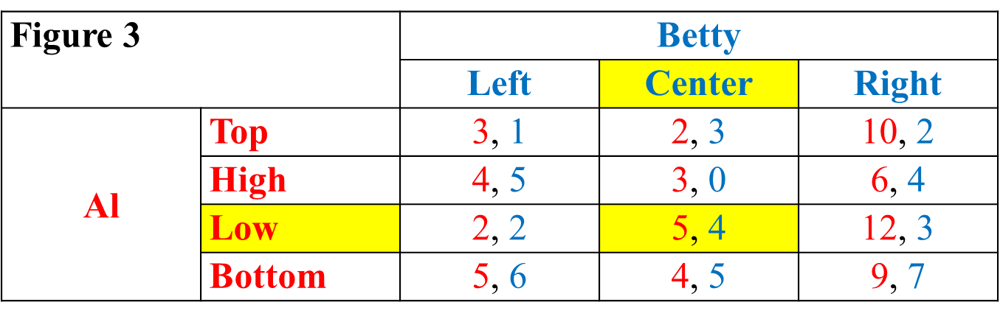 Figure 3 Betty
Left Center Right
Top 3, 1 2, 3 10, 2
High 4, 5 3, 0 6, 4
Al
Low 2, 2 5, 4 12, 3
Bottom 5, 6 4, 5 9, 7